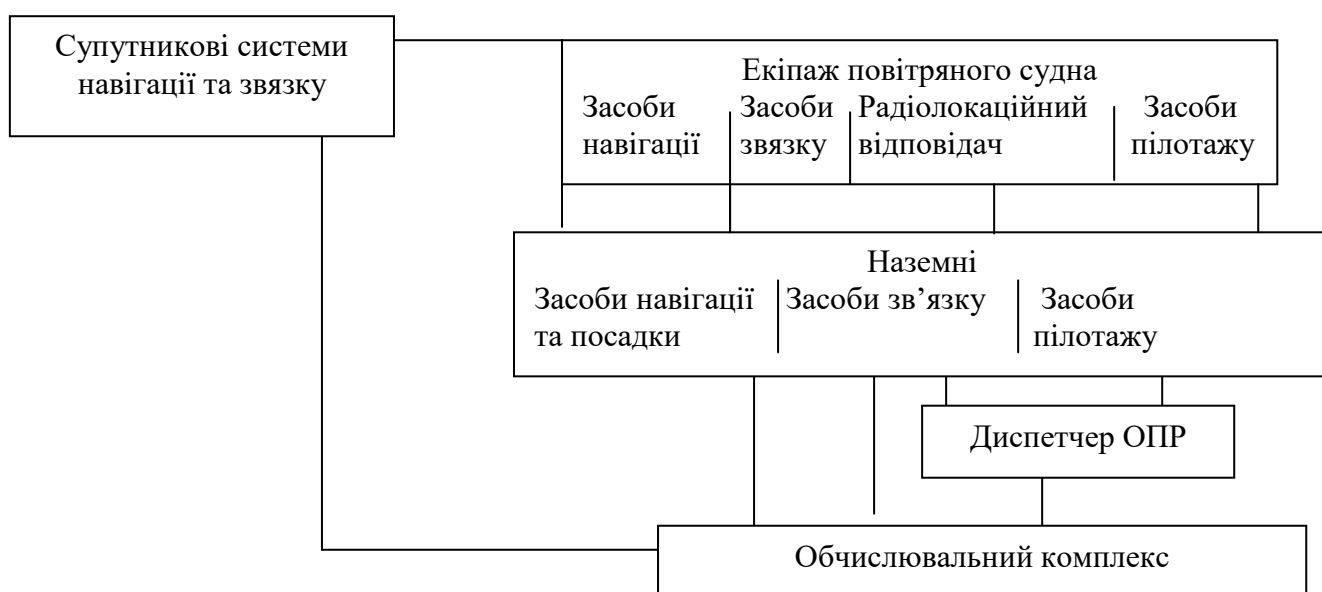 Супутникові системи
навігації та звязку
Екіпаж повітряного судна
Засоби Засоби Радіолокаційний Засоби
навігації звязку відповідач пілотажу
Наземні
Засоби навігації Засоби зв’язку Засоби
та посадки пілотажу
Диспетчер ОПР
Обчислювальний комплекс